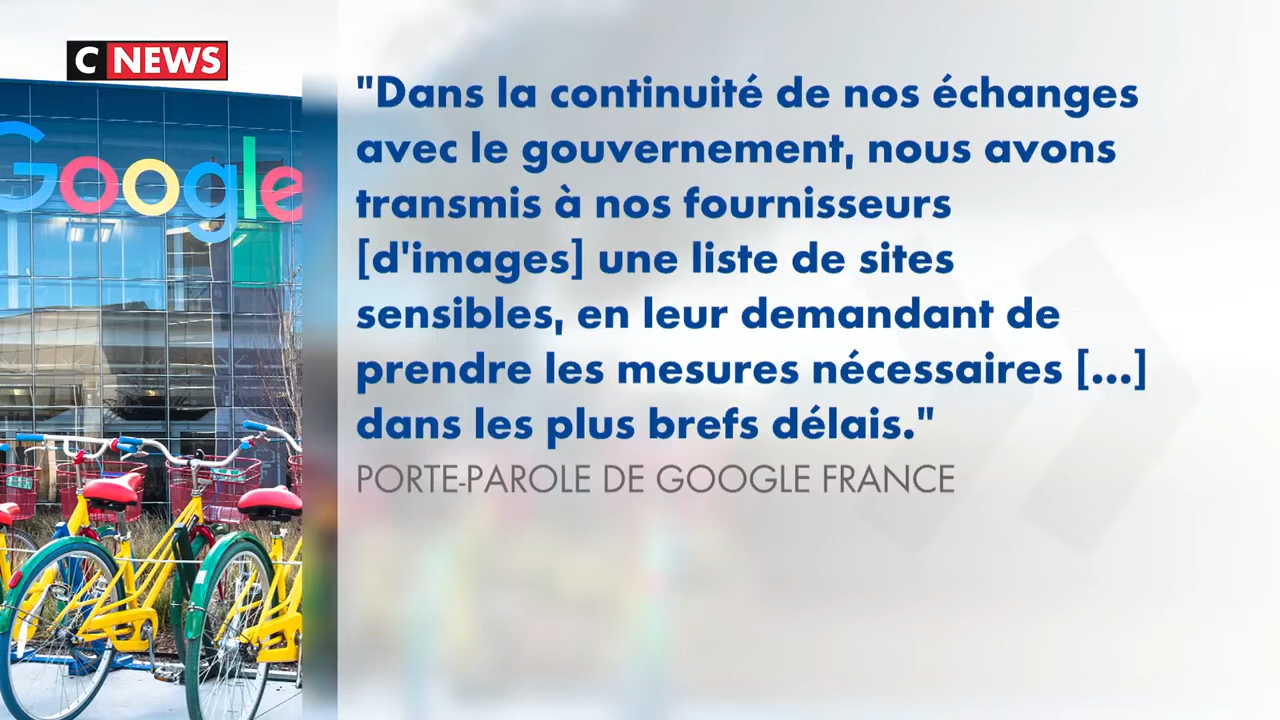 C NEWS
Google
"Dans la continuité de nos échanges
avec le gouvernement, nous avons
transmis à nos fournisseurs
[d'images] une liste de sites
sensibles, en leur demandant de
prendre les mesures nécessaires [...]
dans les plus brefs délais."
PORTE-PAROLE DE GOOGLE FRANCE